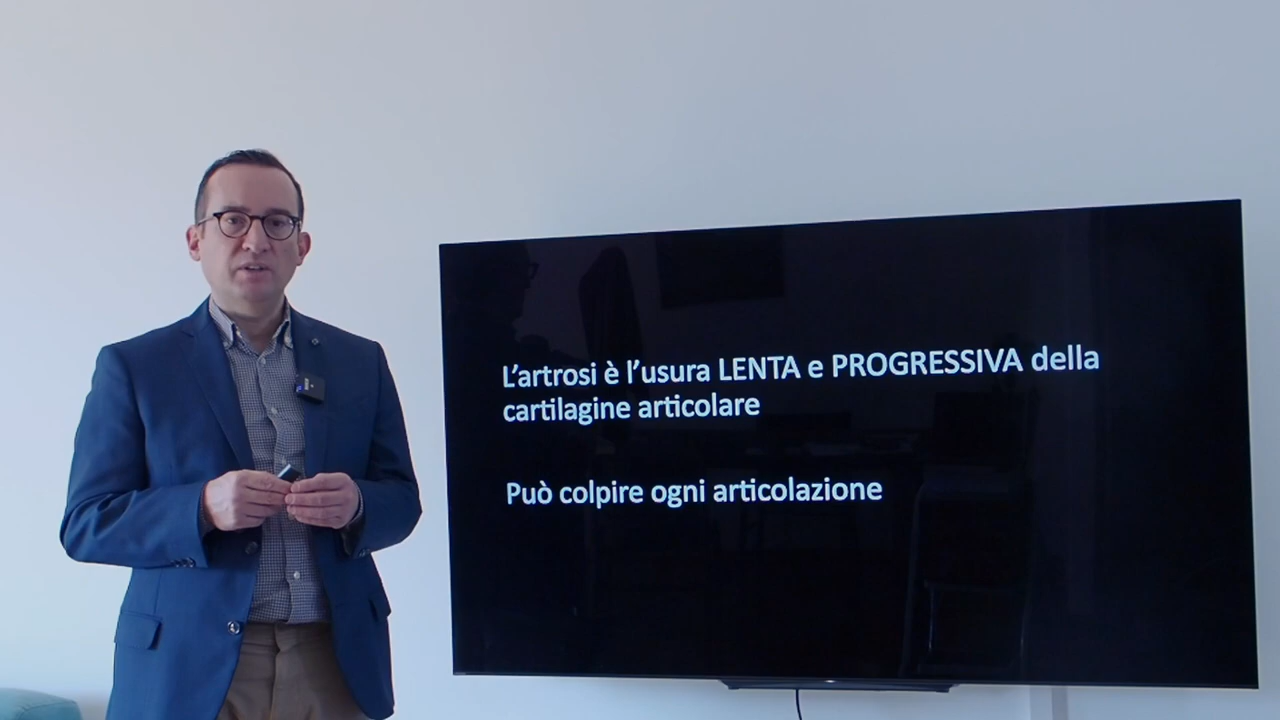 L'artrosi è l'usura LENTA e PROGRESSIVA della
cartilagine articolare
Può colpire ogni articolazione